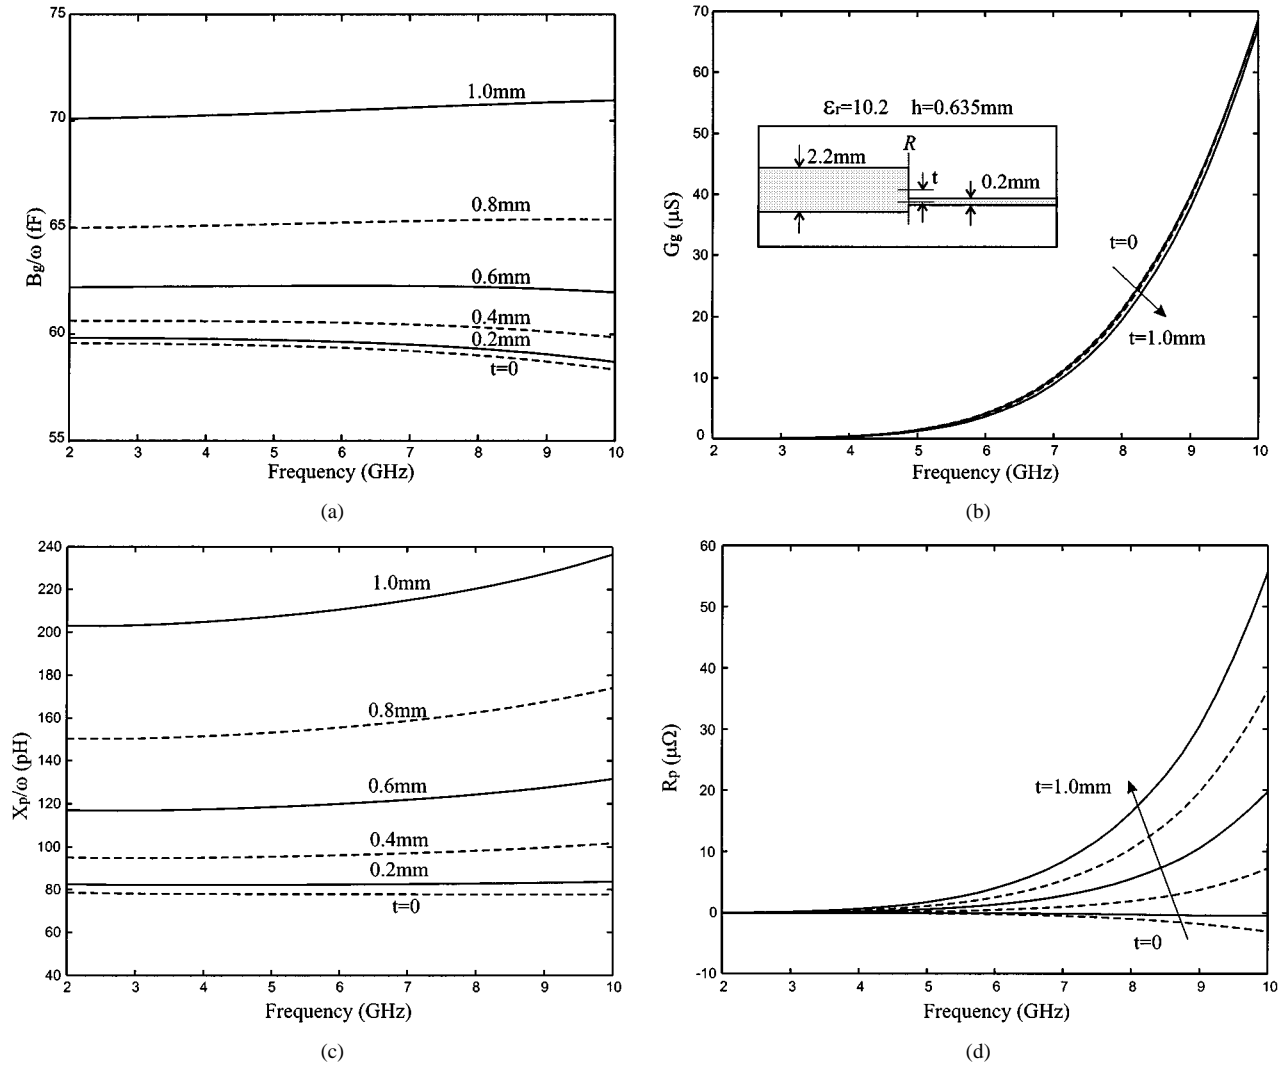 75
70
65
60
55
Bg/ω (fF)
1.0mm
0.8mm
0.6mm
0.4mm
0.2mm
t=0
2 3 4 5 6 7 8 9 10
Frequency (GHz)
(a)
70
60
50
40
30
20
10
0
Gg (μS)
εr=10.2 h=0.635mm
R
2.2mm
t
0.2mm
t=0
t=1.0mm
2 3 4 5 6 7 8 9 10
Frequency (GHz)
(b)
240
220
200
180
160
140
120
100
80
60
40
Xp/ω (pH)
1.0mm
0.8mm
0.6mm
0.4mm
0.2mm
t=0
2 3 4 5 6 7 8 9 10
Frequency (GHz)
(c)
60
50
40
30
20
10
0
-10
Rp (μΩ)
t=1.0mm
t=0
2 3 4 5 6 7 8 9 10
Frequency (GHz)
(d)